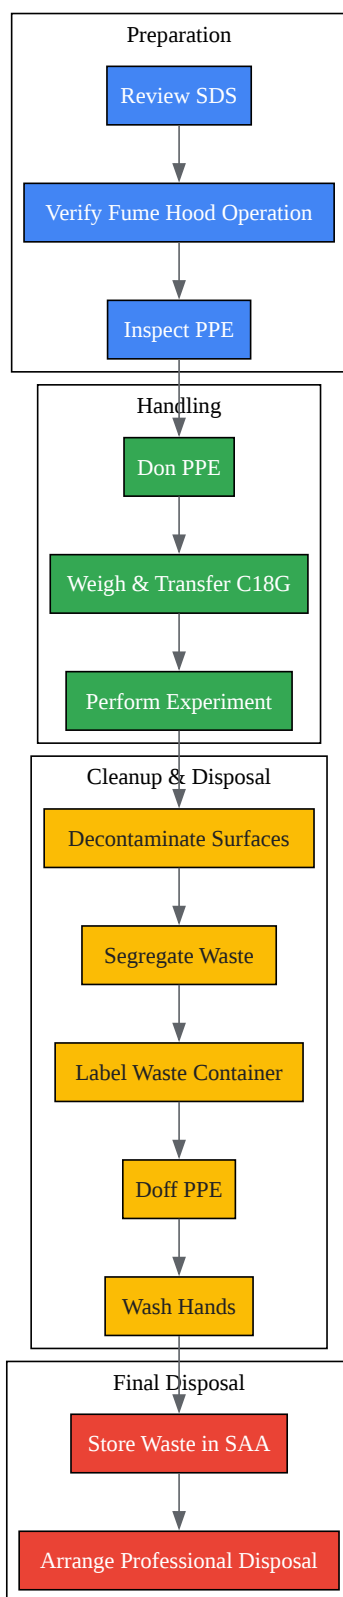 Preparation
Review SDS
Verify Fume Hood Operation
Inspect PPE
Handling
Don PPE
Weigh & Transfer C18G
Perform Experiment
Cleanup & Disposal
Decontaminate Surfaces
Segregate Waste
Label Waste Container
Doff PPE
Wash Hands
Final Disposal
Store Waste in SAA
Arrange Professional Disposal